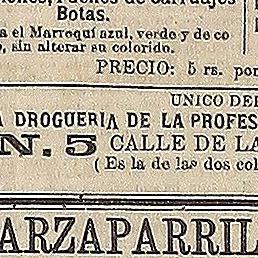 Botas.
a el Marroquí azul, verde y de co
, sin alterar su colorido.
PRECIO: 5 rs. por
UNICO DEP
A DROGUERIA DE LA PROFES
N. 5 CALLE DE LA
(Es la de las dos col
ARZAPARRIL